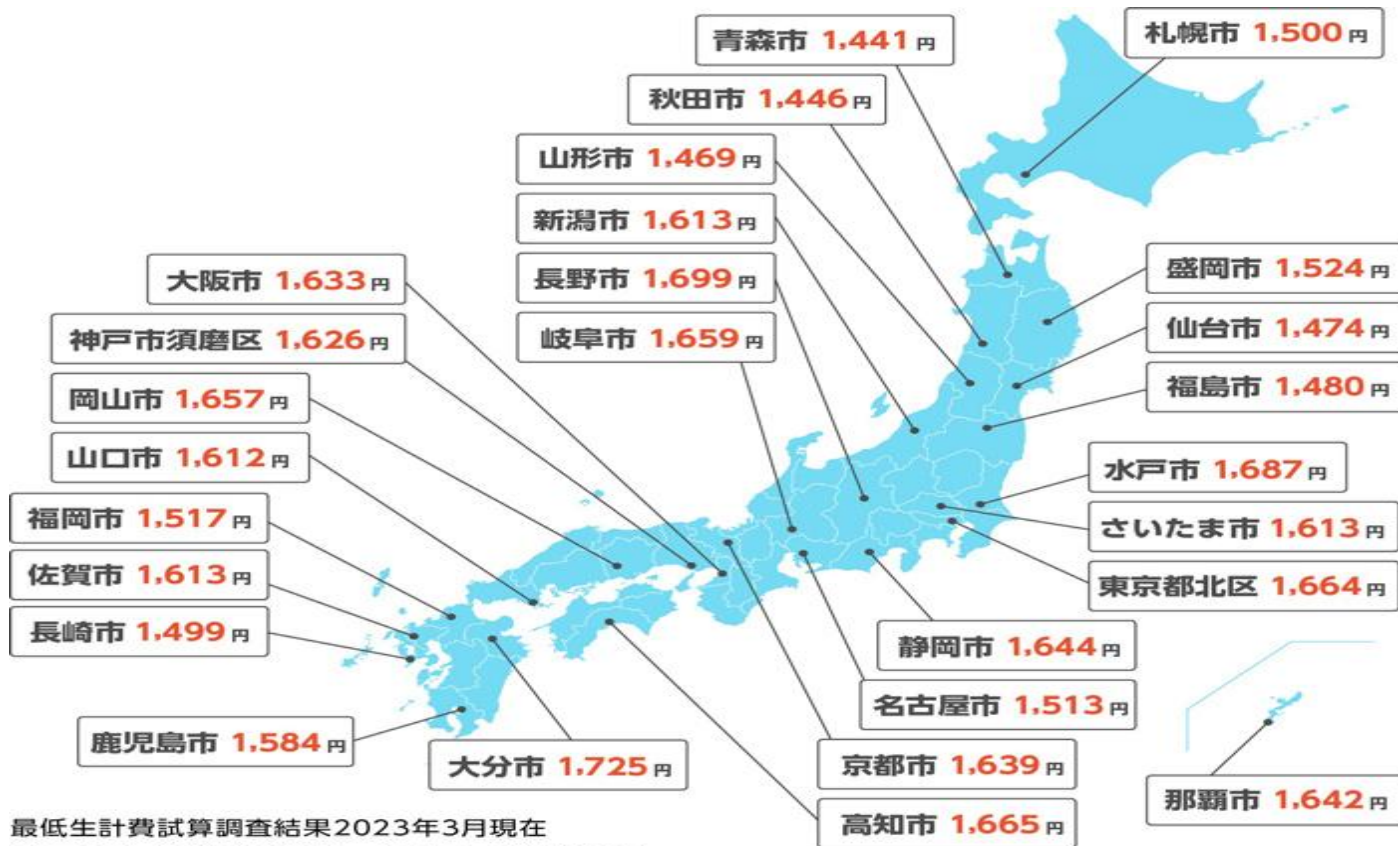 青森市 1,441円
札幌市 1,500円
秋田市 1,446円
山形市 1,469円
新潟市 1,613円
長野市 1,699円
岐阜市 1,659円
大阪市 1,633円
神戸市須磨区 1,626円
岡山市 1,657円
山口市 1,612円
福岡市 1,517円
佐賀市 1,613円
長崎市 1,499円
鹿児島市 1,584円
大分市 1,725円
盛岡市 1,524円
仙台市 1,474円
福島市 1,480円
水戸市 1,687円
さいたま市 1,613円
東京都北区 1,664円
静岡市 1,644円
名古屋市 1,513円
京都市 1,639円
高知市 1,665円
那覇市 1,642円
最低生計費試算調査結果2023年3月現在